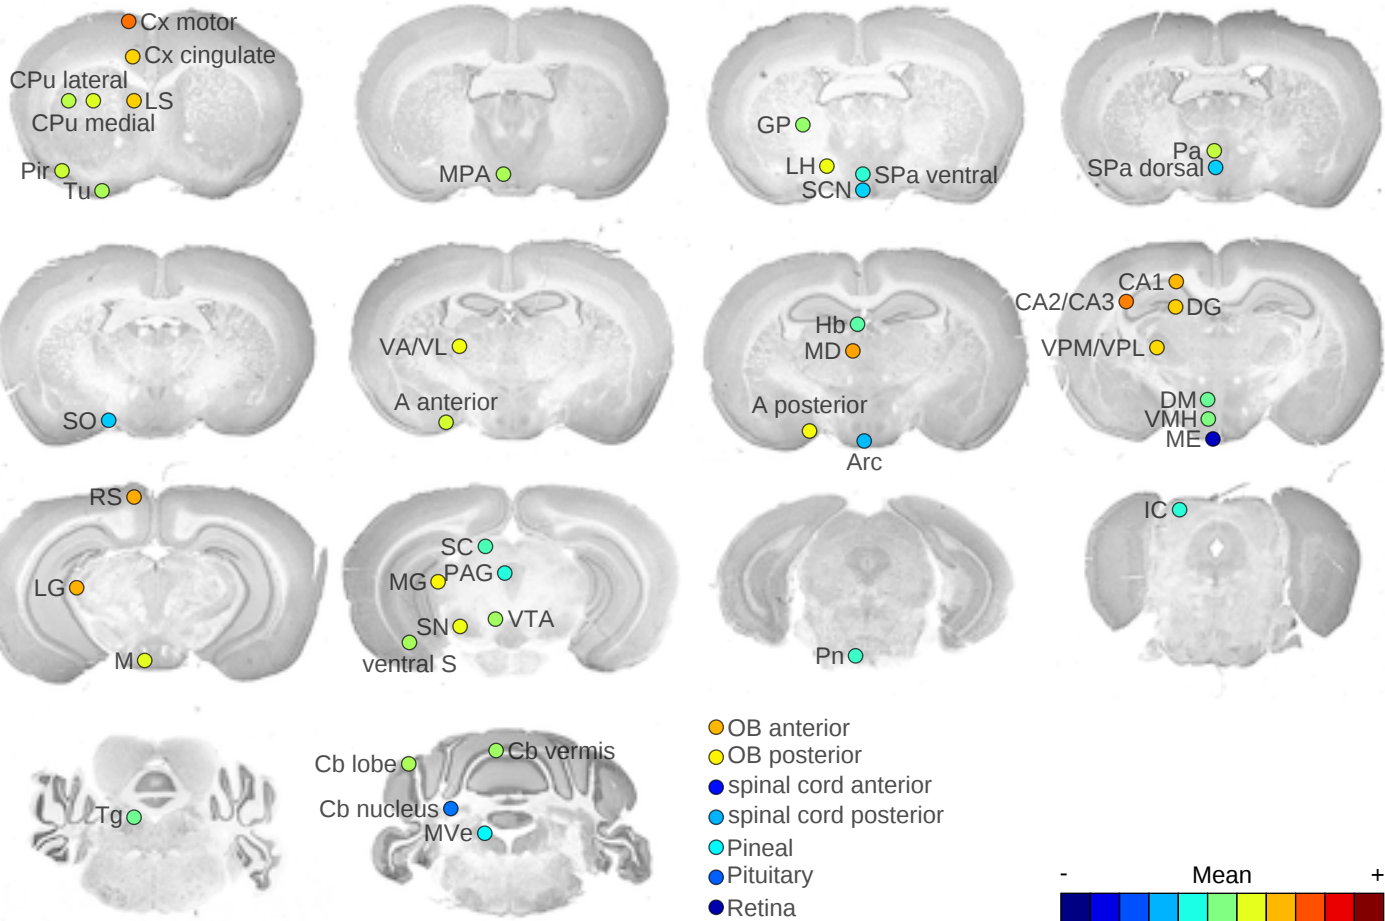 Cx motor
Cx cingulate
CPu lateral
LS
CPu medial
Pir
Tu
MPA
GP
LH
SPa ventral
SCN
Pa
SPa dorsal
SO
VA/VL
A anterior
Hb
MD
A posterior
Arc
CA1
CA2/CA3
DG
VPM/VPL
DM
VMH
ME
RS
LG
M
SC
PAG
MG
VTA
SN
ventral S
Pn
IC
Tg
Cb vermis
Cb lobe
Cb nucleus
MVe
OB anterior
OB posterior
spinal cord anterior
spinal cord posterior
Pineal
Pituitary
Retina
- Mean +